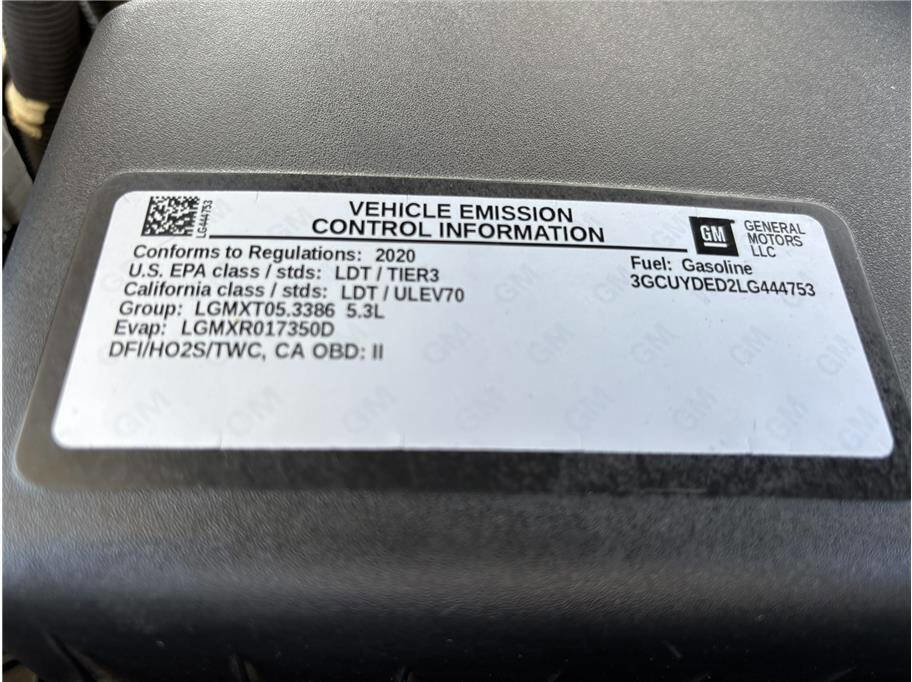 LG444753
VEHICLE EMISSION
CONTROL INFORMATION
GM
GENERAL
MOTORS
LLC
Conforms to Regulations: 2020
U.S. EPA class / stds: LDT / TIER3
California class / stds: LDT / ULEV70
Group: LGMXT05.3386 5.3L
Evap: LGMXR017350D
DFI/HO2S/TWC, CA OBD: II
Fuel: Gasoline
3GCUYDED2LG444753